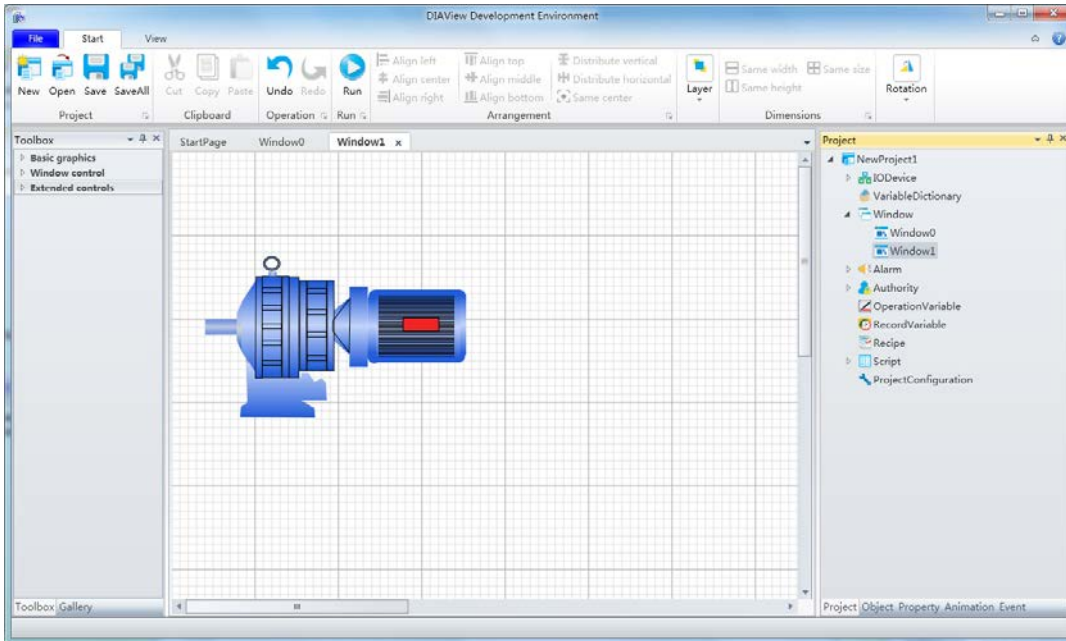 DIAView Development Environment
File Start View
New Open Save SaveAll Cut Copy Paste Undo Redo Run Align left Align top Distribute vertical Layer Same width Same size Rotation
Align center Align middle Distribute horizontal Same height
Align right Align bottom Same center
Project Clipboard Operation Run Arrangement Dimensions
Toolbox
Basic graphics
Window control
Extended controls
StartPage Window0 Window1 x
Project
NewProject1
IODevice
VariableDictionary
Window
Window0
Window1
Alarm
Authority
OperationVariable
RecordVariable
Recipe
Script
ProjectConfiguration
Toolbox Gallery
Project Object Property Animation Event